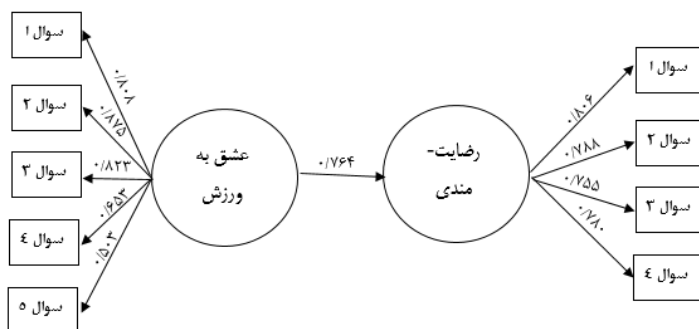 سوال ۱
سوال ۲
سوال ۳
سوال ٤
سوال ٥
۰/۸۰۸
۰/۸۷۵
۰/۸۲۳
۰/۶۵۳
۰/۵۰۳
عشق به
ورزش
۰/۷۶۴
رضایت-
مندی
۰/۸۰۶
۰/۷۸۸
۰/۷۵۵
۰/۷۸۰
سوال ۱
سوال ۲
سوال ۳
سوال ٤